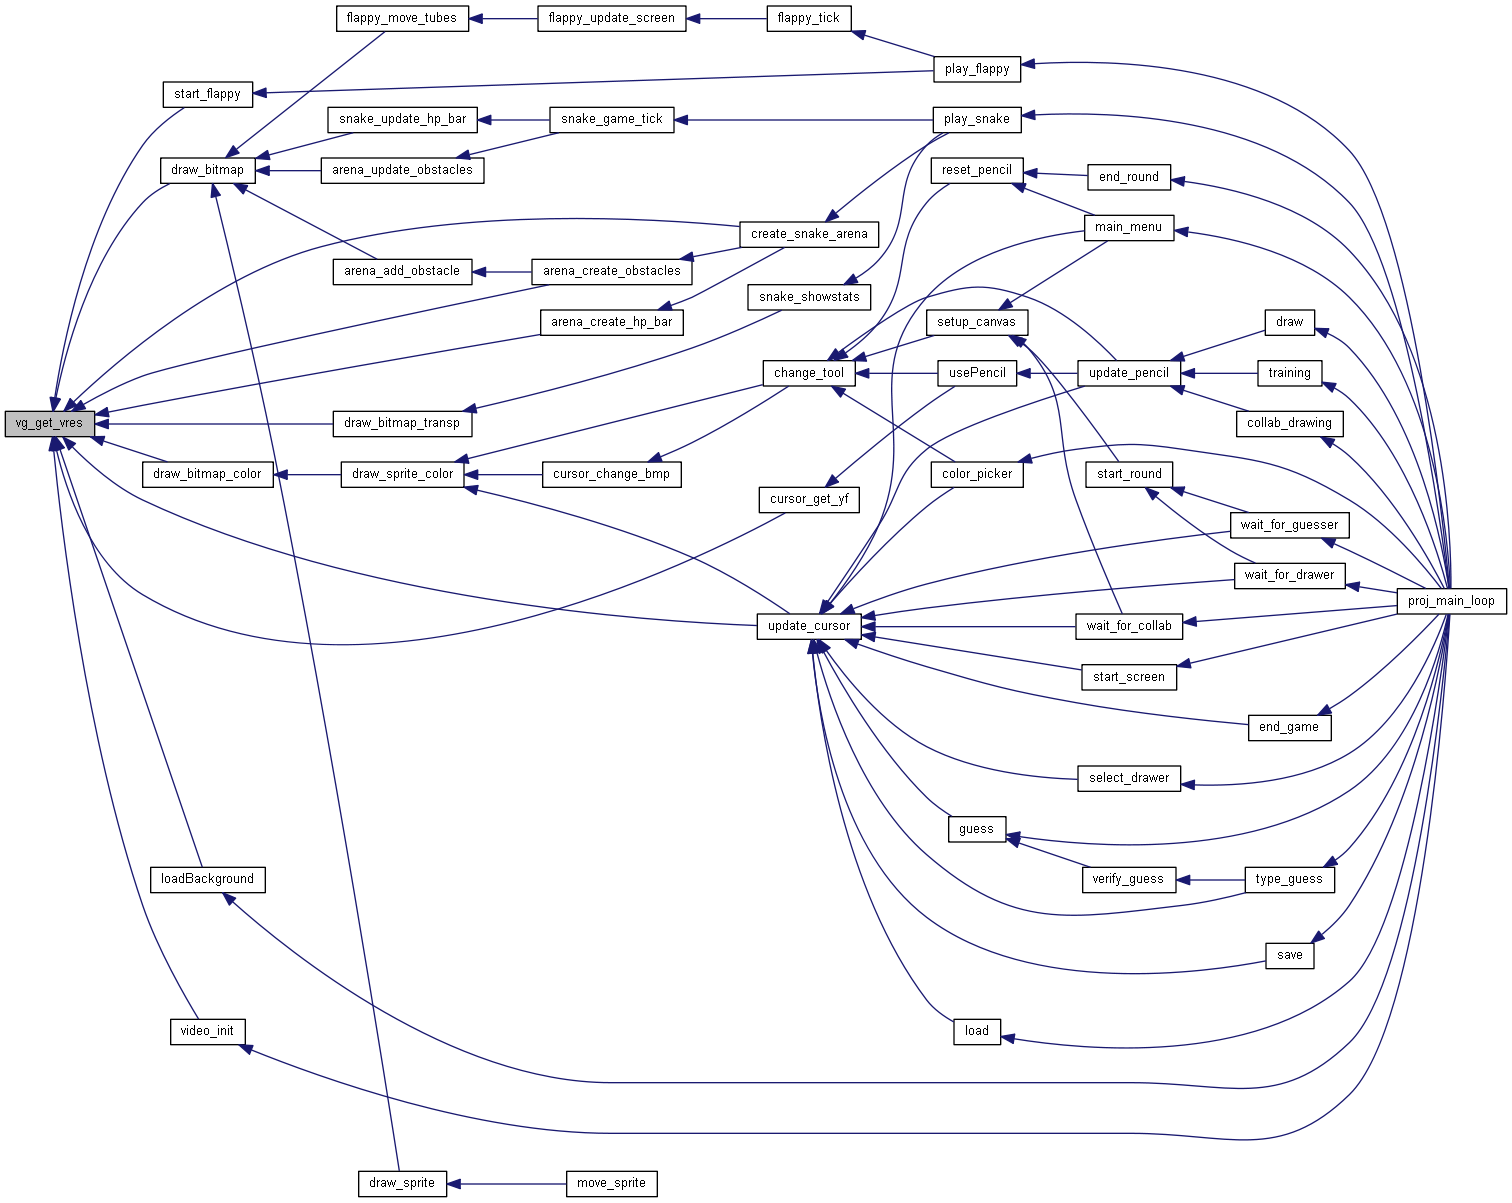 flappy_move_tubes
flappy_update_screen
flappy_tick
play_flappy
start_flappy
snake_update_hp_bar
snake_game_tick
play_snake
draw_bitmap
arena_update_obstacles
reset_pencil
end_round
main_menu
create_snake_arena
arena_add_obstacle
arena_create_obstacles
snake_showstats
arena_create_hp_bar
setup_canvas
draw
change_tool
usePencil
update_pencil
training
vg_get_vres
draw_bitmap_transp
collab_drawing
draw_bitmap_color
draw_sprite_color
cursor_change_bmp
color_picker
start_round
cursor_get_yf
wait_for_guesser
wait_for_drawer
proj_main_loop
update_cursor
wait_for_collab
start_screen
end_game
select_drawer
guess
loadBackground
verify_guess
type_guess
save
video_init
load
draw_sprite
move_sprite